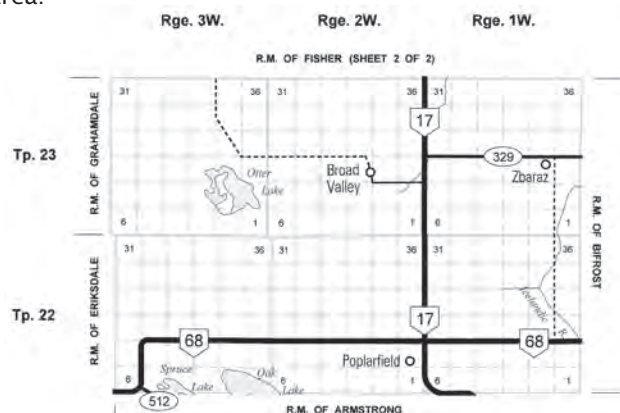 area.
Rge. 3W. Rge. 2W. Rge. 1W.
R.M. OF FISHER (SHEET 2 OF 2)
31 36 31 36 31 36
17
Tp. 23
R.M. OF GRAHAMDALE
329
Broad
Valley
Zbaraz
Otter
Lake
R.M. OF BIFROST
6 1 6 1 6 1
31 36 31 36 31 36
Tp. 22
R.M. OF ERIKSDALE
Icelandic
R.
17
68 68
Poplarfield
Spruce
Lake
Oak
Lake
6 6 1 6 1
512
R.M. OF ARMSTRONG